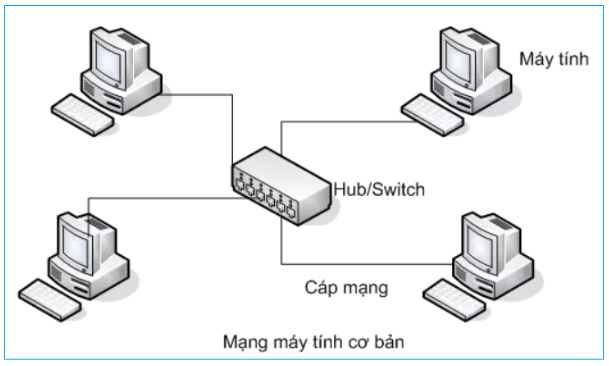 Máy tính
Hub/Switch
Cáp mạng
Mạng máy tính cơ bản